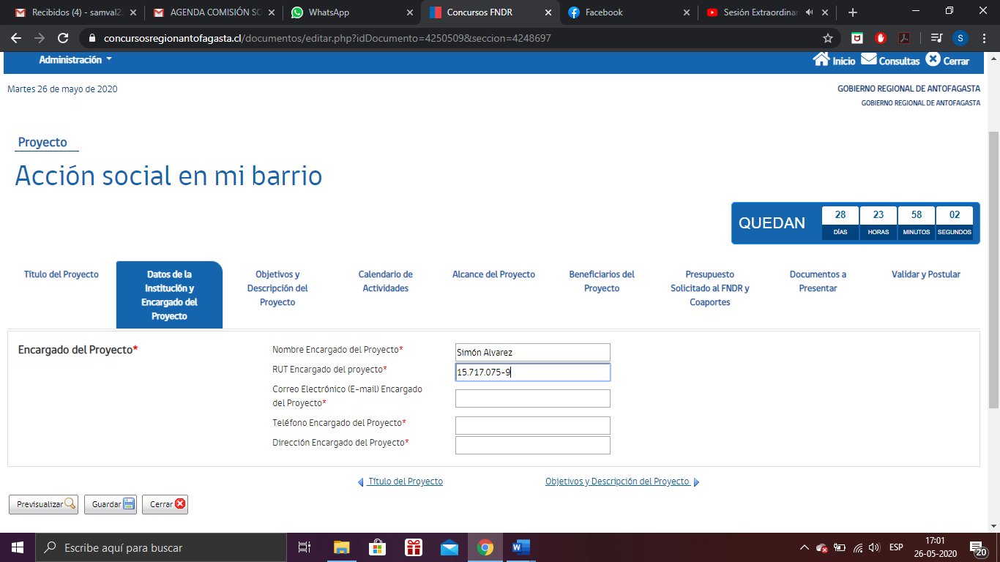 Recibidos (4) - samval2
AGENDA COMISIÓN SO
WhatsApp
Concursos FNDR
Facebook
Sesión Extraordinar
concursosregionantofagasta.cl/documentos/editar.php?idDocumento=4250509&seccion=4248697
S
Administración
Inicio
Consultas
Cerrar
Martes 26 de mayo de 2020
GOBIERNO REGIONAL DE ANTOFAGASTA
GOBIERNO REGIONAL DE ANTOFAGASTA
Proyecto
Acción social en mi barrio
QUEDAN
28 23 58 02
DÍAS HORAS MINUTOS SEGUNDOS
Título del Proyecto
Datos de la
Institución y
Encargado del
Proyecto
Objetivos y
Descripción del
Proyecto
Calendario de
Actividades
Alcance del Proyecto
Beneficiarios del
Proyecto
Presupuesto
Solicitado al FNDR y
Coaportes
Documentos a
Presentar
Validar y Postular
Encargado del Proyecto*
Nombre Encargado del Proyecto*
Simón Alvarez
RUT Encargado del proyecto*
15.717.075-9
Correo Electrónico (E-mail) Encargado
del Proyecto*
Teléfono Encargado del Proyecto*
Dirección Encargado del Proyecto*
Título del Proyecto
Objetivos y Descripción del Proyecto
Previsualizar
Guardar
Cerrar
Escribe aquí para buscar
ESP
17:01
26-05-2020
20